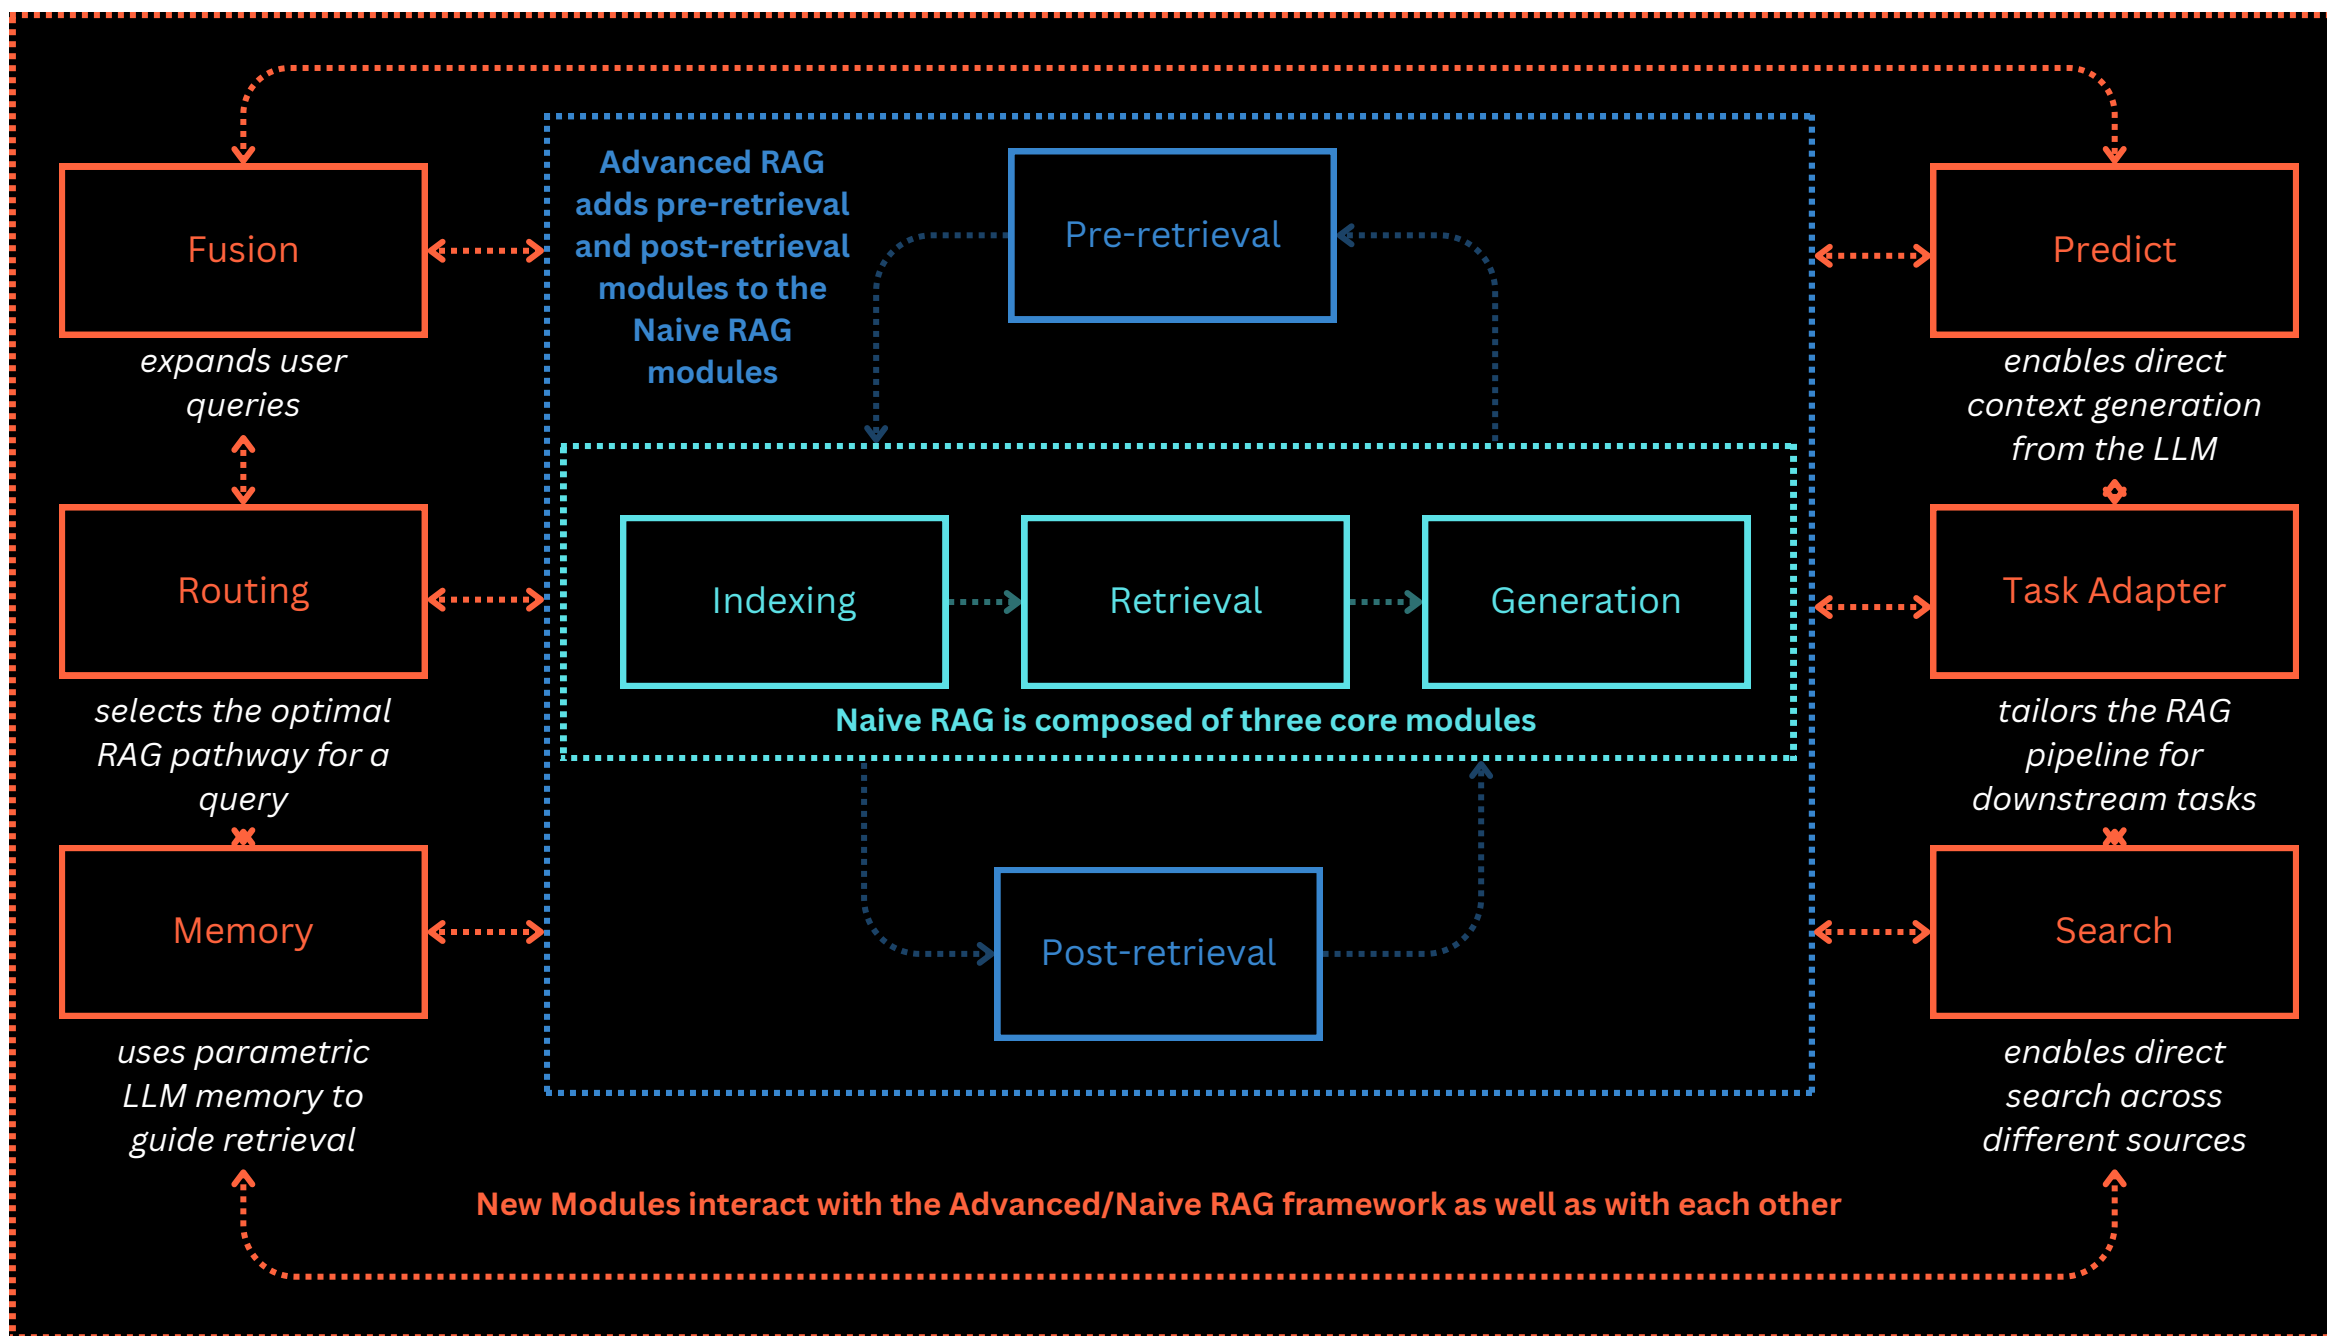 Advanced RAG
adds pre-retrieval
and post-retrieval
modules to the
Naive RAG
modules
Pre-retrieval
Fusion
expands user
queries
Predict
enables direct
context generation
from the LLM
Routing
selects the optimal
RAG pathway for a
query
Indexing
Retrieval
Generation
Naive RAG is composed of three core modules
Task Adapter
tailors the RAG
pipeline for
downstream tasks
Memory
uses parametric
LLM memory to
guide retrieval
Post-retrieval
Search
enables direct
search across
different sources
New Modules interact with the Advanced/Naive RAG framework as well as with each other